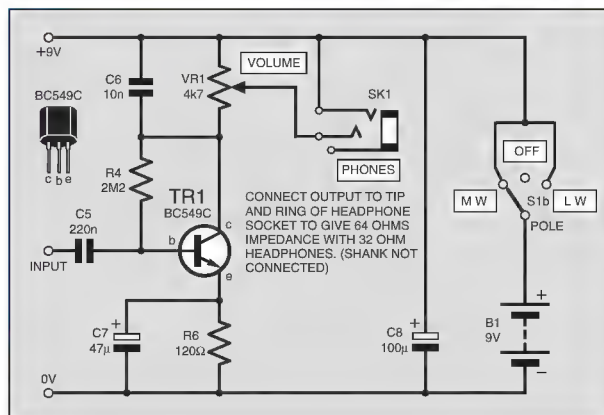 +9V
BC549C
c b e
C6
10n
VR1
4k7
VOLUME
SK1
PHONES
R4
2M2
TR1
BC549C
C5
220n
INPUT
b
c
e
CONNECT OUTPUT TO TIP
AND RING OF HEADPHONE
SOCKET TO GIVE 64 OHMS
IMPEDANCE WITH 32 OHM
HEADPHONES. (SHANK NOT
CONNECTED)
OFF
M W
S1b
L W
POLE
C7
+
47µ
R6
120Ω
C8
+
100µ
B1
9V
+
−
0V